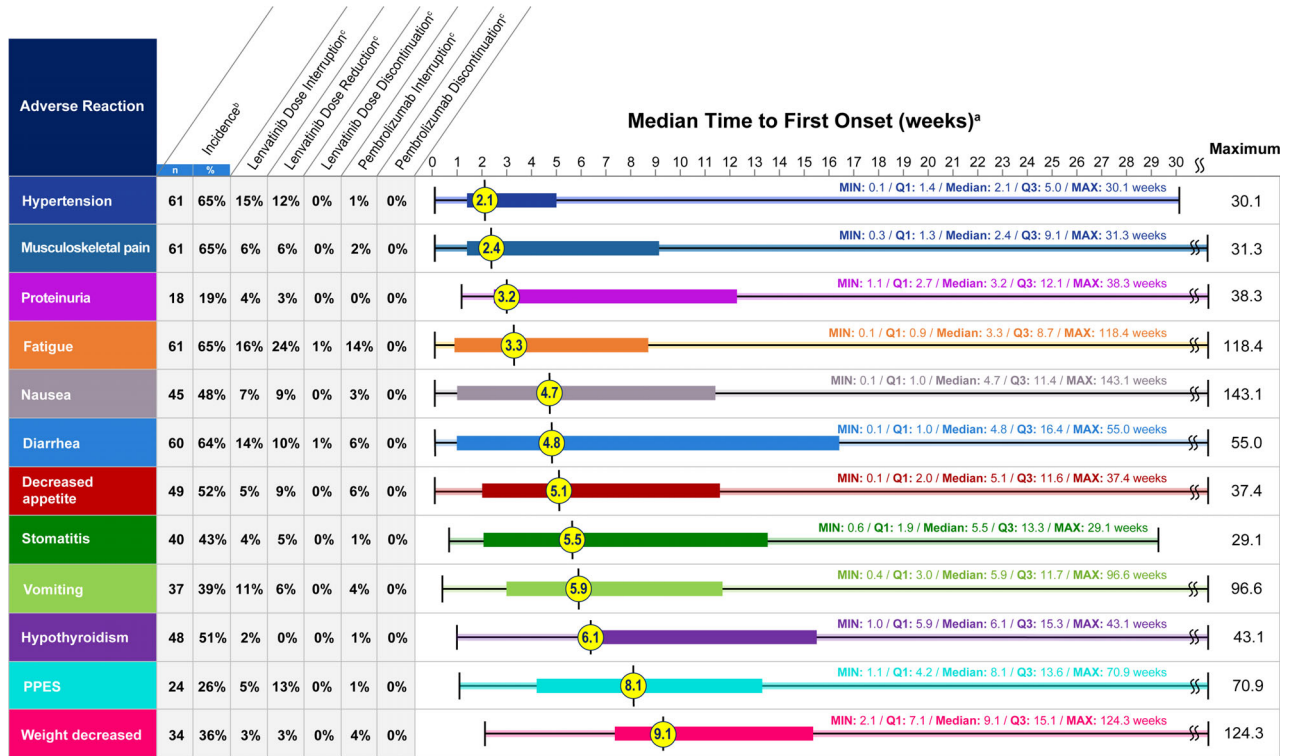 Adverse Reaction
n
Incidenceᵇ
%
Lenvatinib Dose Interruptionᶜ
Lenvatinib Dose Reductionᶜ
Lenvatinib Dose Discontinuationᶜ
Pembrolizumab Interruptionᶜ
Pembrolizumab Discontinuationᶜ
Median Time to First Onset (weeks)ᵃ
0 1 2 3 4 5 6 7 8 9 10 11 12 13 14 15 16 17 18 19 20 21 22 23 24 25 26 27 28 29 30
Maximum
Hypertension 61 65% 15% 12% 0% 1% 0% 2.1 MIN: 0.1 / Q1: 1.4 / Median: 2.1 / Q3: 5.0 / MAX: 30.1 weeks 30.1
Musculoskeletal pain 61 65% 6% 6% 0% 2% 0% 2.4 MIN: 0.3 / Q1: 1.3 / Median: 2.4 / Q3: 9.1 / MAX: 31.3 weeks 31.3
Proteinuria 18 19% 4% 3% 0% 0% 0% 3.2 MIN: 1.1 / Q1: 2.7 / Median: 3.2 / Q3: 12.1 / MAX: 38.3 weeks 38.3
Fatigue 61 65% 16% 24% 1% 14% 0% 3.3 MIN: 0.1 / Q1: 0.9 / Median: 3.3 / Q3: 8.7 / MAX: 118.4 weeks 118.4
Nausea 45 48% 7% 9% 0% 3% 0% 4.7 MIN: 0.1 / Q1: 1.0 / Median: 4.7 / Q3: 11.4 / MAX: 143.1 weeks 143.1
Diarrhea 60 64% 14% 10% 1% 6% 0% 4.8 MIN: 0.1 / Q1: 1.0 / Median: 4.8 / Q3: 16.4 / MAX: 55.0 weeks 55.0
Decreased
appetite 49 52% 5% 9% 0% 6% 0% 5.1 MIN: 0.1 / Q1: 2.0 / Median: 5.1 / Q3: 11.6 / MAX: 37.4 weeks 37.4
Stomatitis 40 43% 4% 5% 0% 1% 0% 5.5 MIN: 0.6 / Q1: 1.9 / Median: 5.5 / Q3: 13.3 / MAX: 29.1 weeks 29.1
Vomiting 37 39% 11% 6% 0% 4% 0% 5.9 MIN: 0.4 / Q1: 3.0 / Median: 5.9 / Q3: 11.7 / MAX: 96.6 weeks 96.6
Hypothyroidism 48 51% 2% 0% 0% 1% 0% 6.1 MIN: 1.0 / Q1: 5.9 / Median: 6.1 / Q3: 15.3 / MAX: 43.1 weeks 43.1
PPES 24 26% 5% 13% 0% 1% 0% 8.1 MIN: 1.1 / Q1: 4.2 / Median: 8.1 / Q3: 13.6 / MAX: 70.9 weeks 70.9
Weight decreased 34 36% 3% 3% 0% 4% 0% 9.1 MIN: 2.1 / Q1: 7.1 / Median: 9.1 / Q3: 15.1 / MAX: 124.3 weeks 124.3